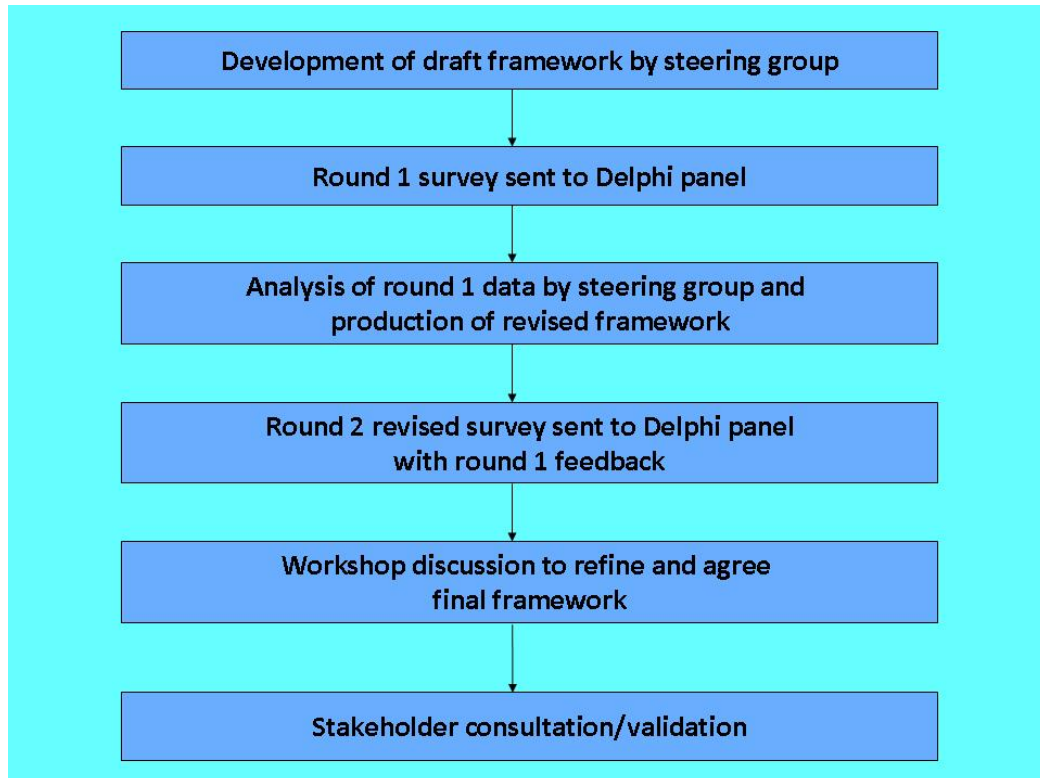 Development of draft framework by steering group
Round 1 survey sent to Delphi panel
Analysis of round 1 data by steering group and
production of revised framework
Round 2 revised survey sent to Delphi panel
with round 1 feedback
Workshop discussion to refine and agree
final framework
Stakeholder consultation/validation